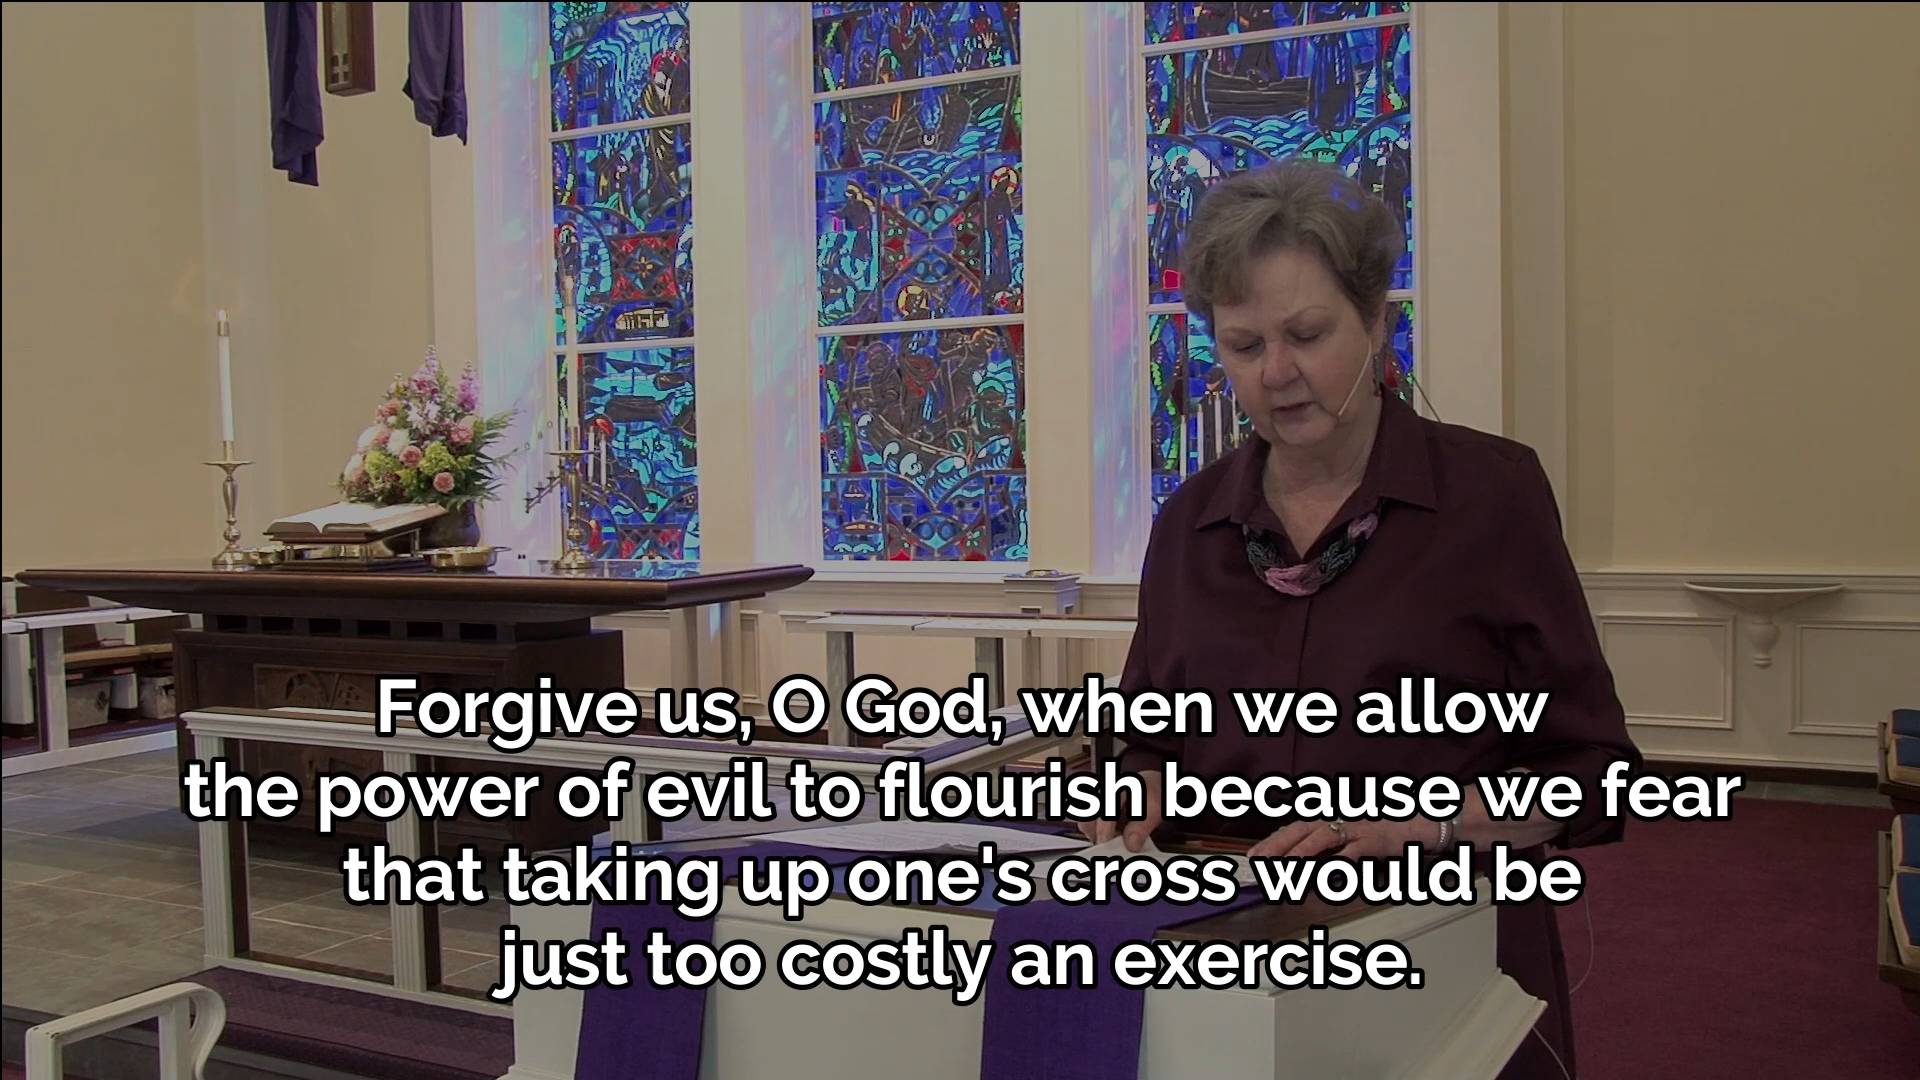 Forgive us, O God, when we allow
the power of evil to flourish because we fear
that taking up one's cross would be
just too costly an exercise.